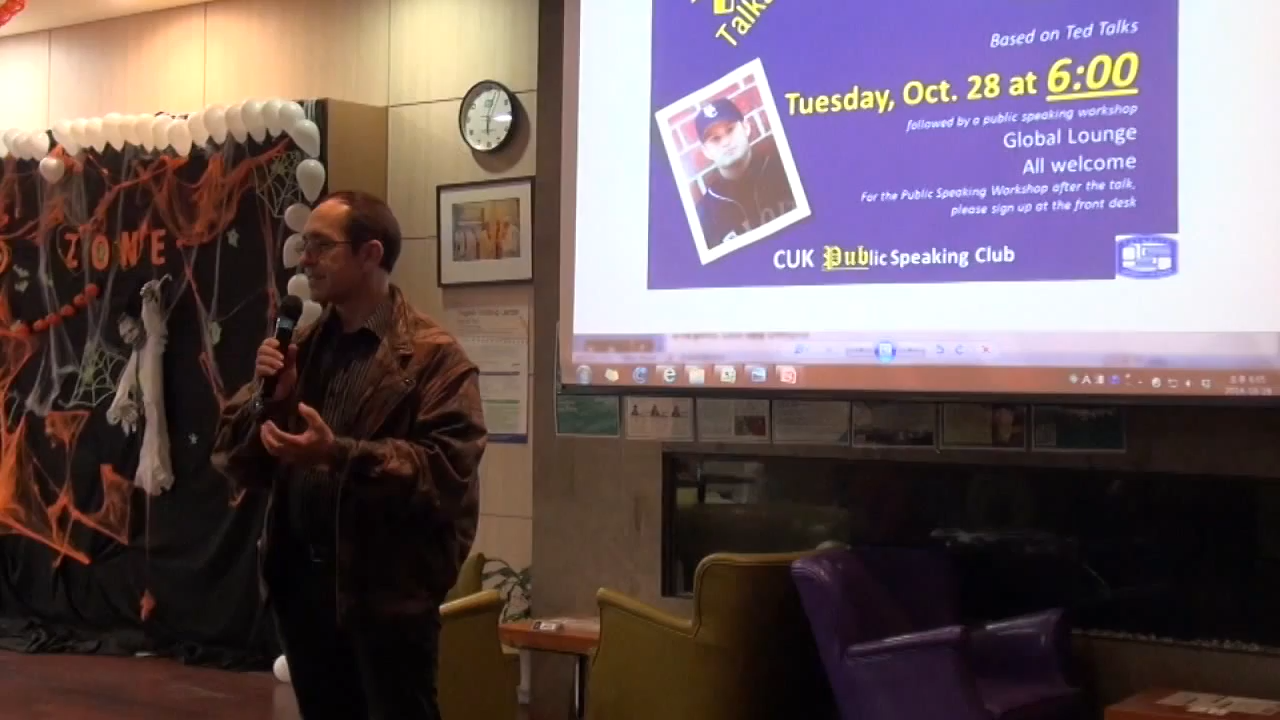 Talks
Based on Ted Talks
Tuesday, Oct. 28 at 6:00
followed by a public speaking workshop
Global Lounge
All welcome
For the Public Speaking Workshop after the talk,
please sign up at the front desk
CUK Public Speaking Club
ZONE